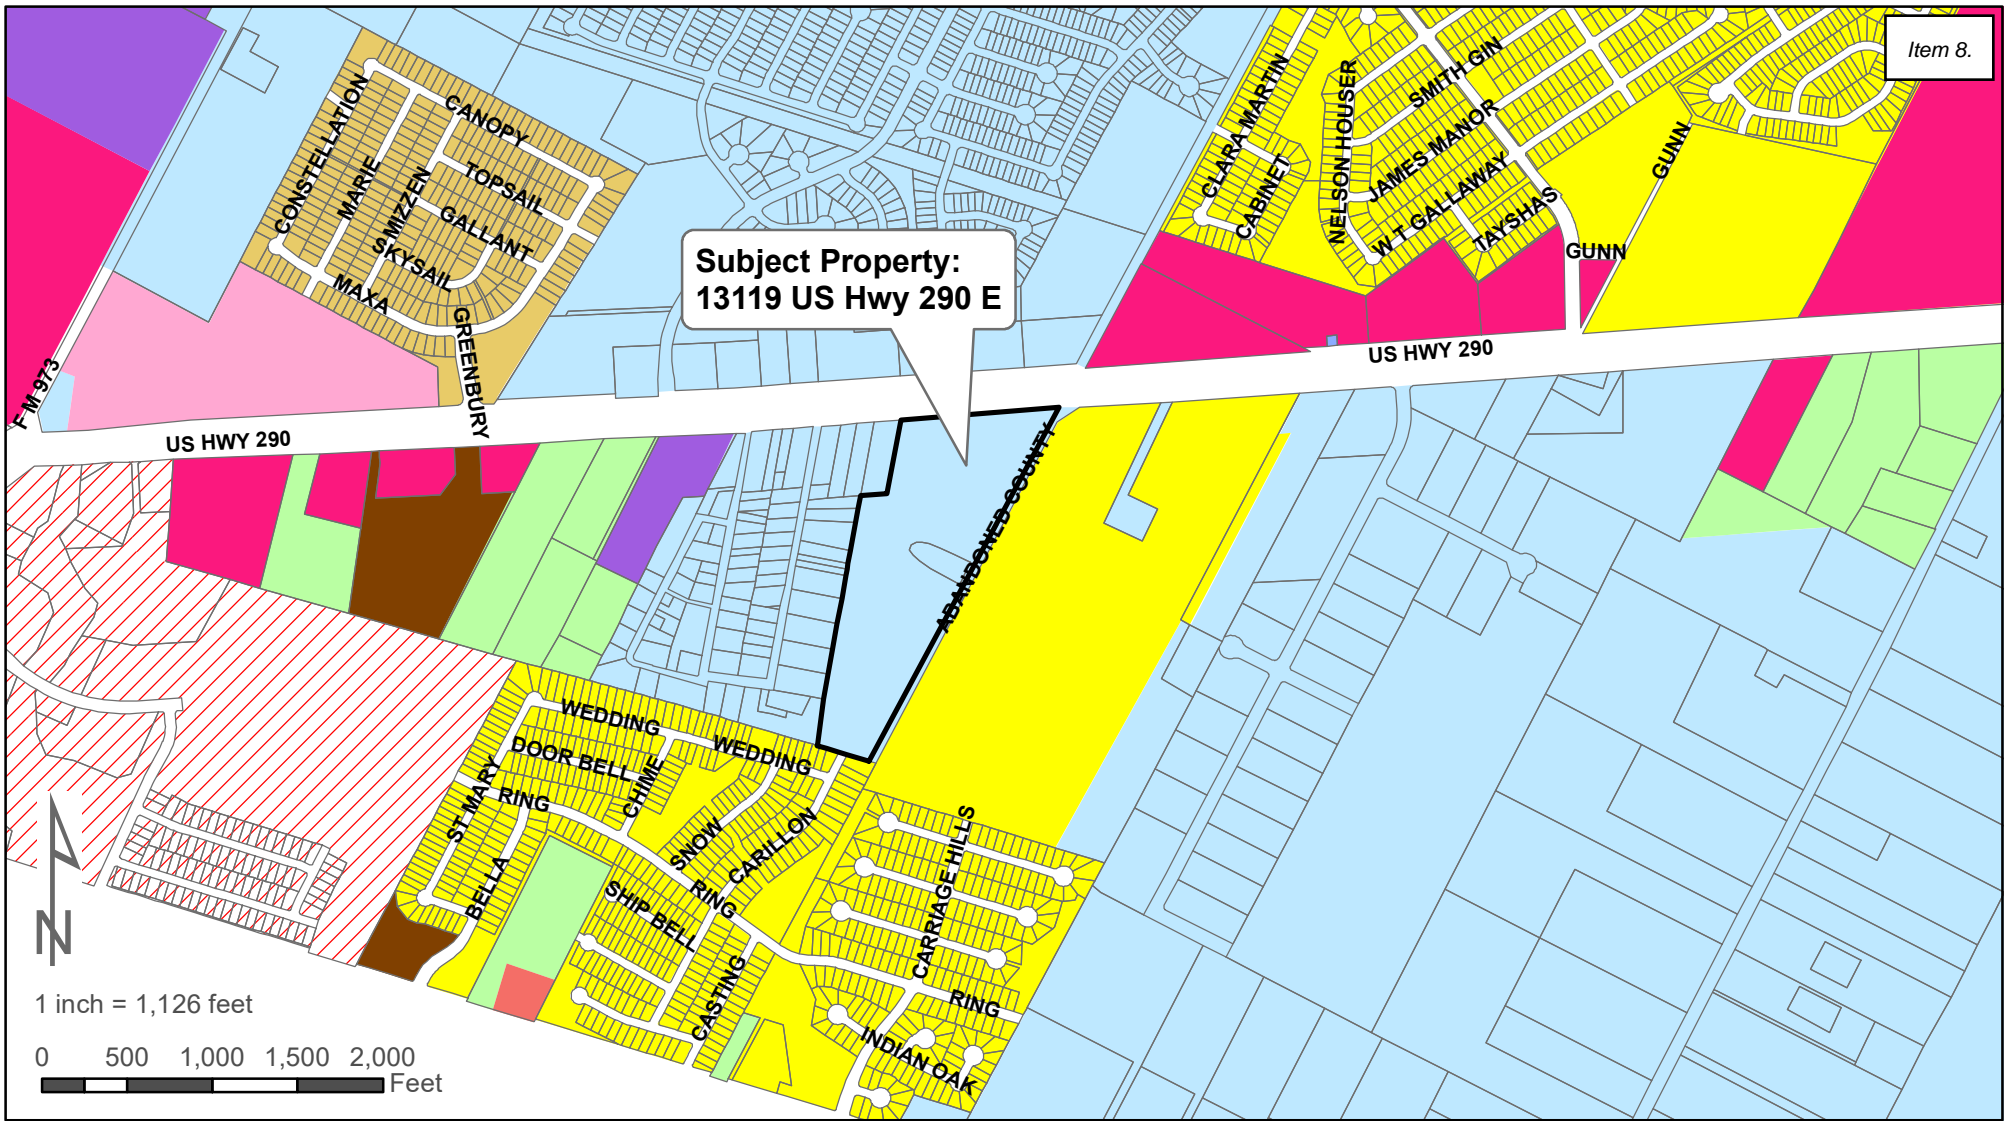 Item 8.
CONSTELLATION
CANOPY
MARIE
MIZZEN
TOPSAIL
GALLANT
SKYSAIL
MAXA
GREENBURY
F M 973
US HWY 290
Subject Property:
13119 US Hwy 290 E
CLARA MARTIN
CABINET
NELSON HOUSER
SMITH GIN
JAMES MANOR
W T GALLAWAY
TAYSHAS
GUNN
GUNN
US HWY 290
ABANDONED COUNTY
WEDDING
WEDDING
DOOR BELL
CHIME
ST MARY
RING
BELLA
SNOW
CARILLON
RING
SHIP BELL
CASTING
CARRIAGE HILLS
RING
INDIAN OAK
N
1 inch = 1,126 feet
0 500 1,000 1,500 2,000
Feet